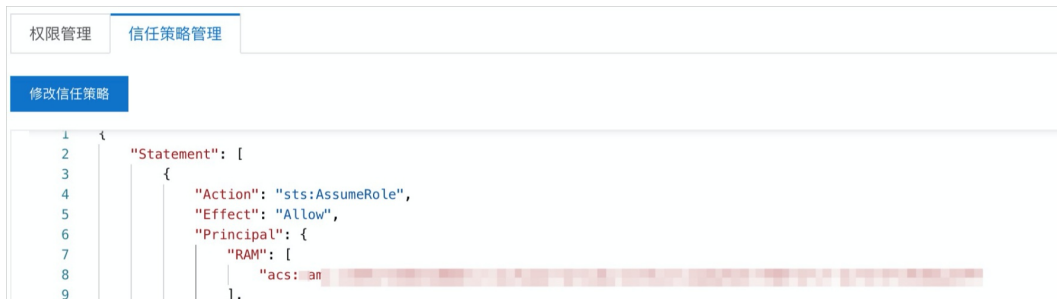 权限管理 信任策略管理
修改信任策略
1 {
2 "Statement": [
3 {
4 "Action": "sts:AssumeRole",
5 "Effect": "Allow",
6 "Principal": {
7 "RAM": [
8 "acs:
9 ],